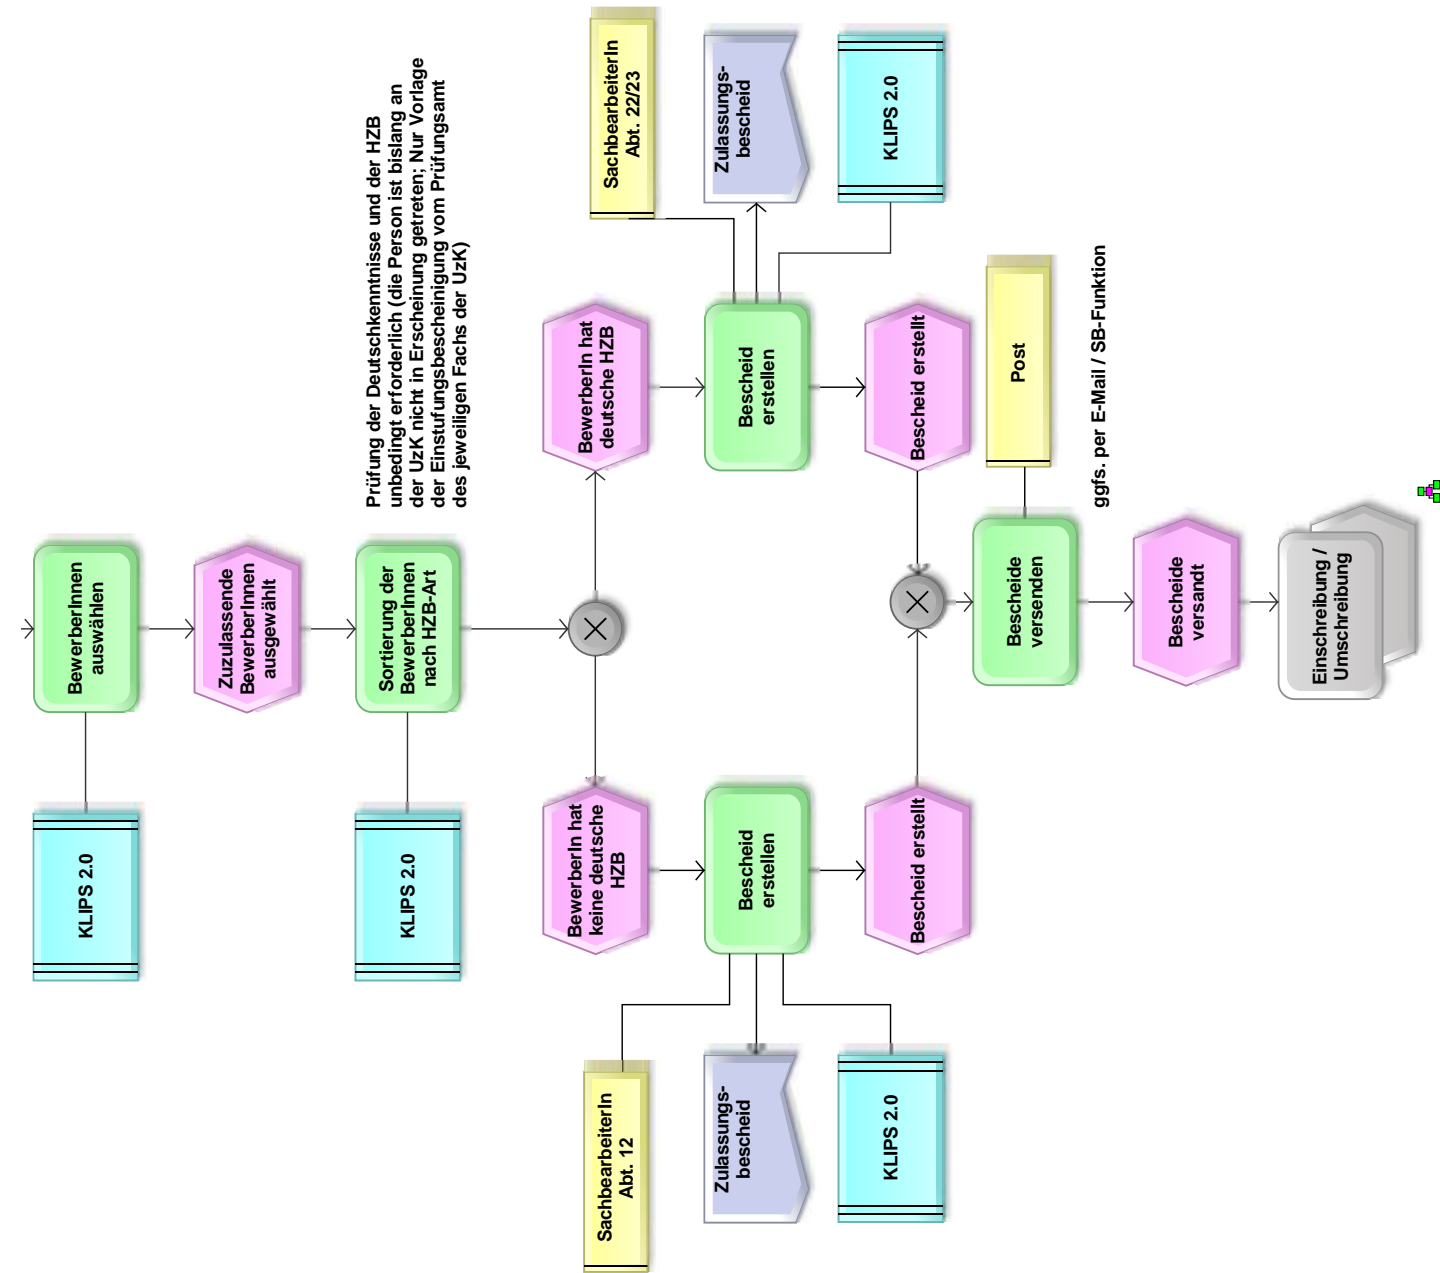 BewerberInnen
auswählen
KLIPS 2.0
Zuzulassende
BewerberInnen
ausgewählt
Sortierung der
BewerberInnen
nach HZB-Art
KLIPS 2.0
Prüfung der Deutschkenntnisse und der HZB
unbedingt erforderlich (die Person ist bislang an
der UzK nicht in Erscheinung getreten; Nur Vorlage
der Einstufungsbescheinigung vom Prüfungsamt
des jeweiligen Fachs der UzK)
BewerberIn hat
keine deutsche
HZB
BewerberIn hat
deutsche HZB
SachbearbeiterIn
Abt. 12
Zulassungs-
bescheid
KLIPS 2.0
Bescheid
erstellen
Bescheid
erstellen
SachbearbeiterIn
Abt. 22/23
Zulassungs-
bescheid
KLIPS 2.0
Bescheid erstellt
Bescheid erstellt
Bescheide
versenden
Post
ggfs. per E-Mail / SB-Funktion
Bescheide
versandt
Einschreibung /
Umschreibung